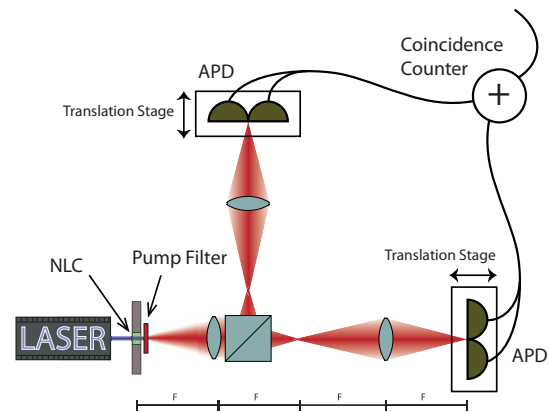 Coincidence
Counter
APD
Translation Stage
+
Pump Filter
NLC
LASER
Translation Stage
APD
F
F
F
F